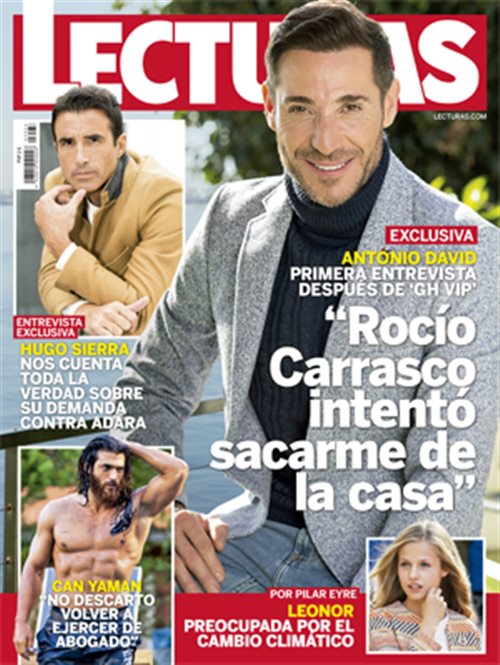 LECTURAS
LECTURAS.COM
EXCLUSIVA
ANTONIO DAVID
PRIMERA ENTREVISTA
DESPUÉS DE 'GH VIP'
"Rocío
Carrasco
intentó
sacarme de
la casa"
ENTREVISTA
EXCLUSIVA
HUGO SIERRA
NOS CUENTA
TODA LA
VERDAD SOBRE
SU DEMANDA
CONTRA ADARA
CAN YAMAN
"NO DESCARTO
VOLVER A
EJERCER DE
ABOGADO"
POR PILAR EYRE
LEONOR
PREOCUPADA POR EL
CAMBIO CLIMÁTICO